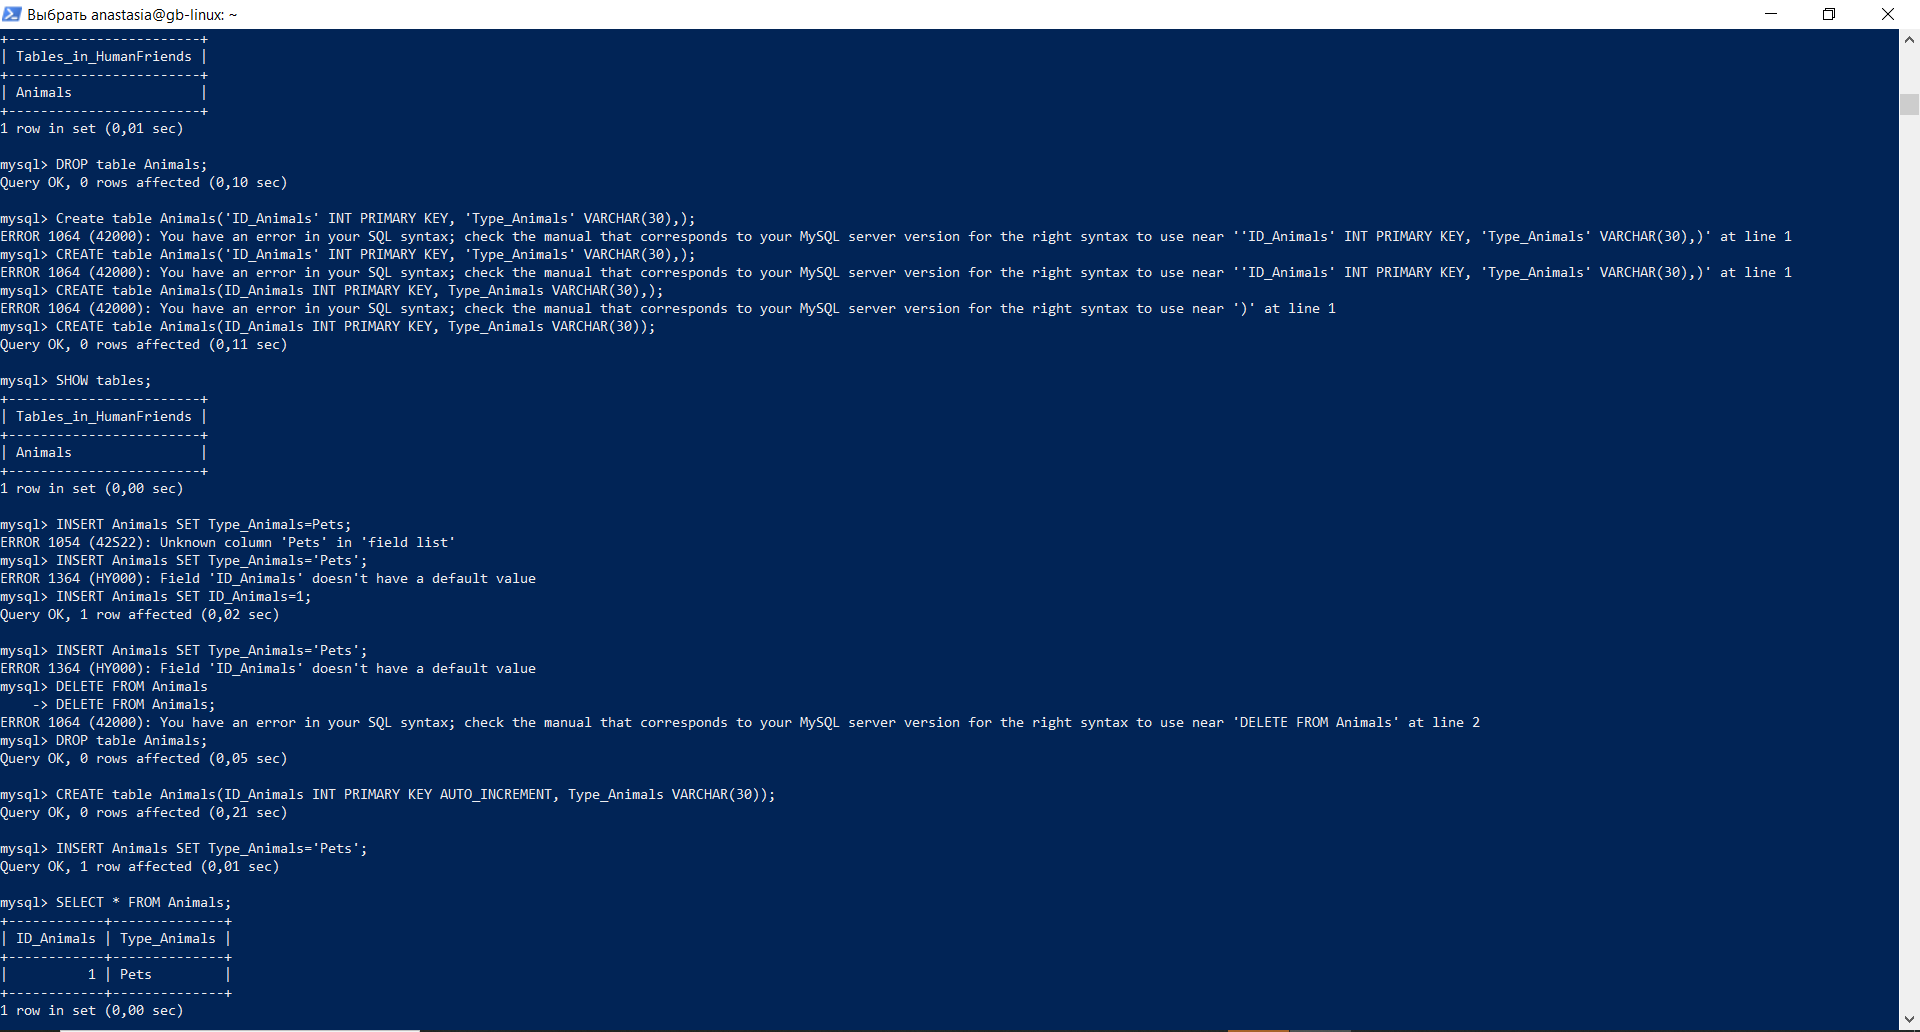 Выбрать anastasia@gb-linux: ~
+------------------------+
| Tables_in_HumanFriends |
+------------------------+
| Animals                |
+------------------------+
1 row in set (0,01 sec)

mysql> DROP table Animals;
Query OK, 0 rows affected (0,10 sec)

mysql> Create table Animals('ID_Animals' INT PRIMARY KEY, 'Type_Animals' VARCHAR(30),);
ERROR 1064 (42000): You have an error in your SQL syntax; check the manual that corresponds to your MySQL server version for the right syntax to use near ''ID_Animals' INT PRIMARY KEY, 'Type_Animals' VARCHAR(30),)' at line 1
mysql> CREATE table Animals('ID_Animals' INT PRIMARY KEY, 'Type_Animals' VARCHAR(30),);
ERROR 1064 (42000): You have an error in your SQL syntax; check the manual that corresponds to your MySQL server version for the right syntax to use near ''ID_Animals' INT PRIMARY KEY, 'Type_Animals' VARCHAR(30),)' at line 1
mysql> CREATE table Animals(ID_Animals INT PRIMARY KEY, Type_Animals VARCHAR(30),);
ERROR 1064 (42000): You have an error in your SQL syntax; check the manual that corresponds to your MySQL server version for the right syntax to use near ')' at line 1
mysql> CREATE table Animals(ID_Animals INT PRIMARY KEY, Type_Animals VARCHAR(30));
Query OK, 0 rows affected (0,11 sec)

mysql> SHOW tables;
+------------------------+
| Tables_in_HumanFriends |
+------------------------+
| Animals                |
+------------------------+
1 row in set (0,00 sec)

mysql> INSERT Animals SET Type_Animals=Pets;
ERROR 1054 (42S22): Unknown column 'Pets' in 'field list'
mysql> INSERT Animals SET Type_Animals='Pets';
ERROR 1364 (HY000): Field 'ID_Animals' doesn't have a default value
mysql> INSERT Animals SET ID_Animals=1;
Query OK, 1 row affected (0,02 sec)

mysql> INSERT Animals SET Type_Animals='Pets';
ERROR 1364 (HY000): Field 'ID_Animals' doesn't have a default value
mysql> DELETE FROM Animals
    -> DELETE FROM Animals;
ERROR 1064 (42000): You have an error in your SQL syntax; check the manual that corresponds to your MySQL server version for the right syntax to use near 'DELETE FROM Animals' at line 2
mysql> DROP table Animals;
Query OK, 0 rows affected (0,05 sec)

mysql> CREATE table Animals(ID_Animals INT PRIMARY KEY AUTO_INCREMENT, Type_Animals VARCHAR(30));
Query OK, 0 rows affected (0,21 sec)

mysql> INSERT Animals SET Type_Animals='Pets';
Query OK, 1 row affected (0,01 sec)

mysql> SELECT * FROM Animals;
+------------+--------------+
| ID_Animals | Type_Animals |
+------------+--------------+
|          1 | Pets         |
+------------+--------------+
1 row in set (0,00 sec)